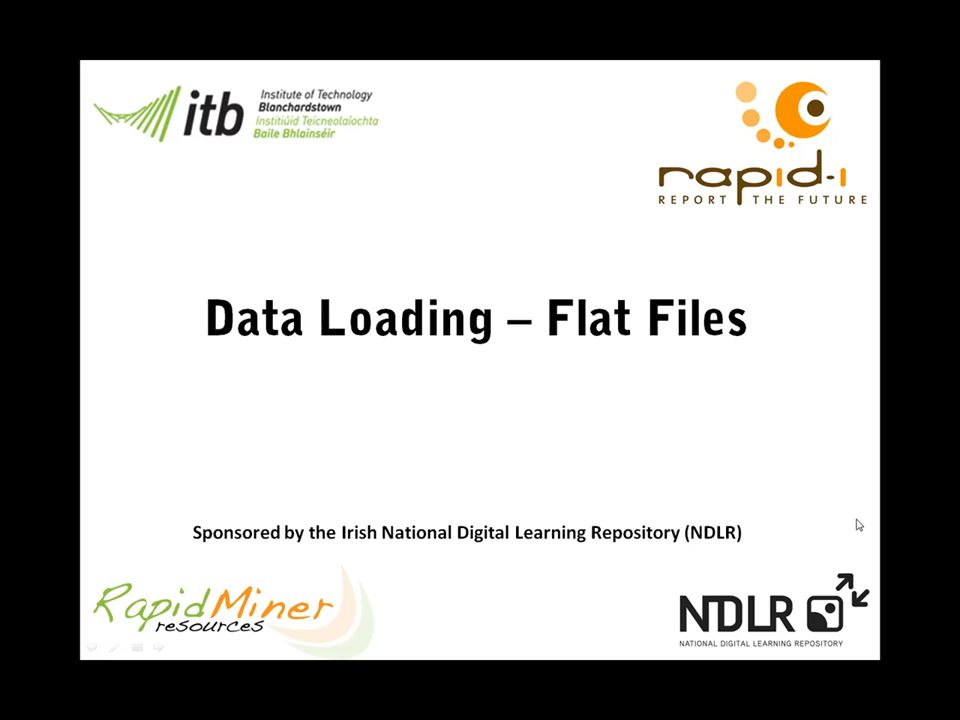 itb
Institute of Technology
Blanchardstown
Institiúid Teicneolaíochta
Baile Bhlainséir
rapid-i
REPORT THE FUTURE
Data Loading – Flat Files
Sponsored by the Irish National Digital Learning Repository (NDLR)
RapidMiner
resources
NDLR
NATIONAL DIGITAL LEARNING REPOSITORY